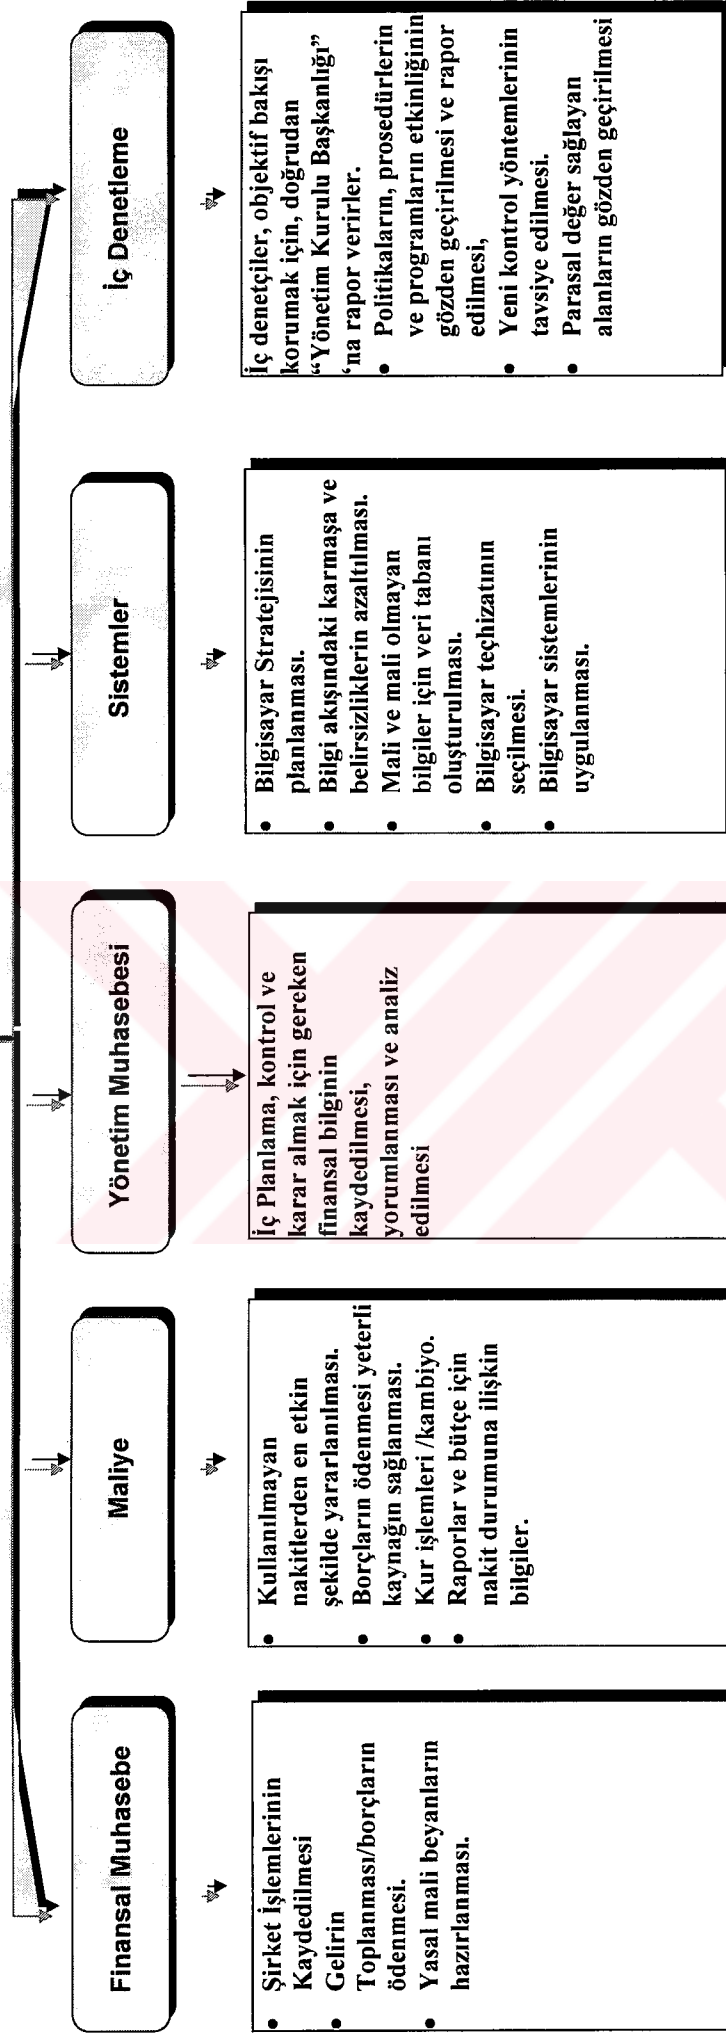 Finansal Muhasebe
• Şirket İşlemlerinin
Kaydedilmesi
• Gelirin
Toplanması/borçların
ödenmesi.
• Yasal mali beyanların
hazırlanması.
Maliye
• Kullanılmayan
nakitlerden en etkin
şekilde yararlanılması.
• Borçların ödenmesi yeterli
kaynağın sağlanması.
• Kur işlemleri /kambiyo.
• Raporlar ve bütçe için
nakit durumuna ilişkin
bilgiler.
Yönetim Muhasebesi
İç Planlama, kontrol ve
karar almak için gereken
finansal bilginin
kaydedilmesi,
yorumlanması ve analiz
edilmesi
Sistemler
• Bilgisayar Stratejisinin
planlanması.
• Bilgi akışındaki karmaşa ve
belirsizliklerin azaltılması.
• Mali ve mali olmayan
bilgiler için veri tabanı
oluşturulması.
• Bilgisayar teçhizatının
seçilmesi.
• Bilgisayar sistemlerinin
uygulanması.
İç Denetleme
İç denetçiler, objektif bakışı
korumak için, doğrudan
“Yönetim Kurulu Başkanlığı”
‘na rapor verirler.
• Politikaların, prosedürlerin
ve programların etkinliğinin
gözden geçirilmesi ve rapor
edilmesi,
• Yeni kontrol yöntemlerinin
tavsiye edilmesi.
• Parasal değer sağlayan
alanların gözden geçirilmesi